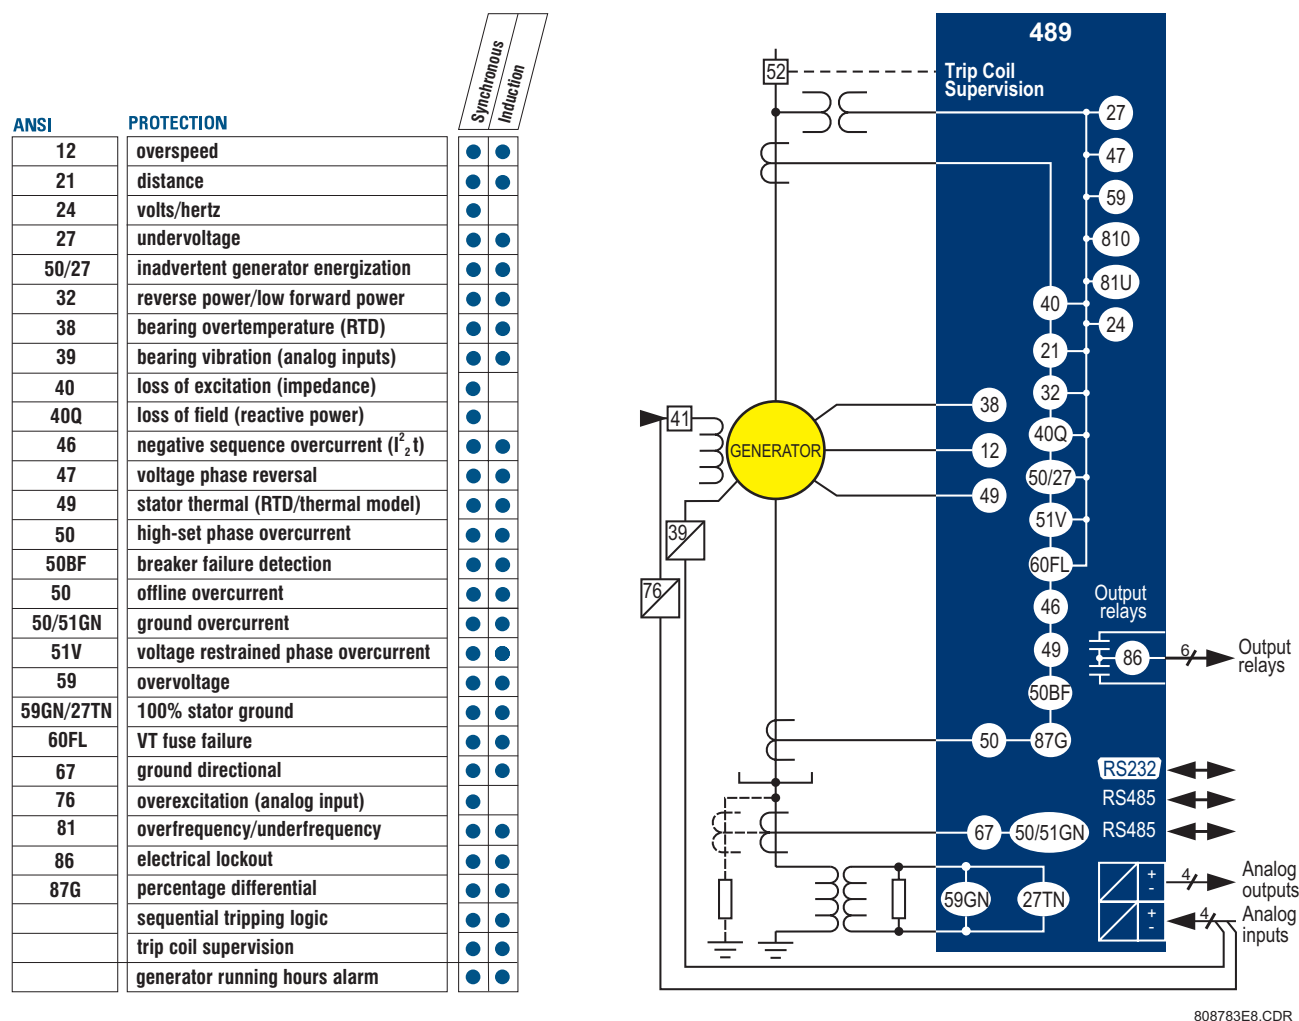 Synchronous
Induction
ANSI PROTECTION
12 overspeed
21 distance
24 volts/hertz
27 undervoltage
50/27 inadvertent generator energization
32 reverse power/low forward power
38 bearing overtemperature (RTD)
39 bearing vibration (analog inputs)
40 loss of excitation (impedance)
40Q loss of field (reactive power)
46 negative sequence overcurrent (I²₂t)
47 voltage phase reversal
49 stator thermal (RTD/thermal model)
50 high-set phase overcurrent
50BF breaker failure detection
50 offline overcurrent
50/51GN ground overcurrent
51V voltage restrained phase overcurrent
59 overvoltage
59GN/27TN 100% stator ground
60FL VT fuse failure
67 ground directional
76 overexcitation (analog input)
81 overfrequency/underfrequency
86 electrical lockout
87G percentage differential
sequential tripping logic
trip coil supervision
generator running hours alarm
489
52
Trip Coil
Supervision
27
47
59
810
81U
24
40
21
32
40Q
50/27
51V
60FL
46
49
50BF
87G
50
38
12
49
41
GENERATOR
39
76
Output
relays
86
6
Output
relays
RS232
RS485
RS485
67
50/51GN
59GN
27TN
+
-
4
Analog
outputs
+
-
4
Analog
inputs
808783E8.CDR